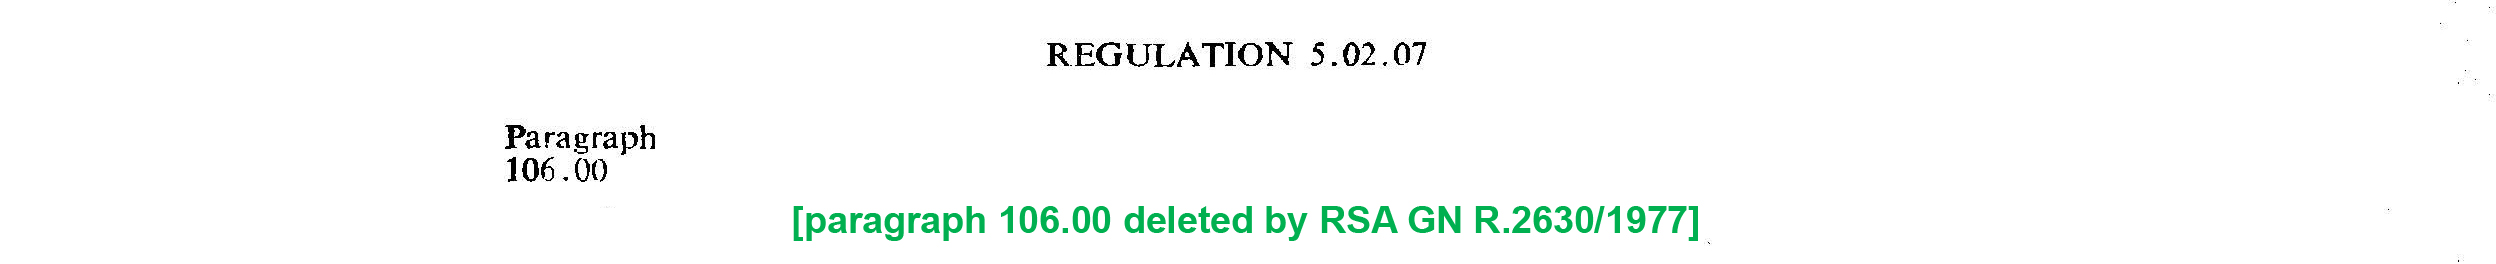 REGULATION 5.02.07
Paragraph
106.00
[paragraph 106.00 deleted by RSA GN R.2630/1977]